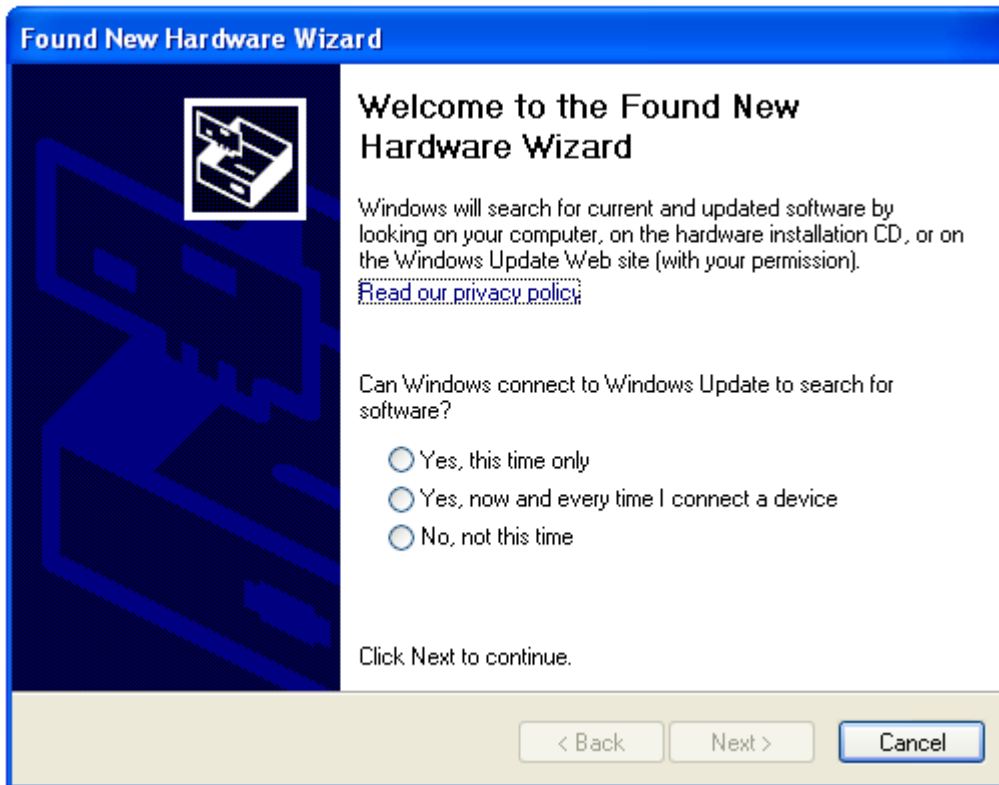 Found New Hardware Wizard
Welcome to the Found New
Hardware Wizard
Windows will search for current and updated software by
looking on your computer, on the hardware installation CD, or on
the Windows Update Web site (with your permission).
Read our privacy policy
Can Windows connect to Windows Update to search for
software?
Yes, this time only
Yes, now and every time I connect a device
No, not this time
Click Next to continue.
< Back Next > Cancel